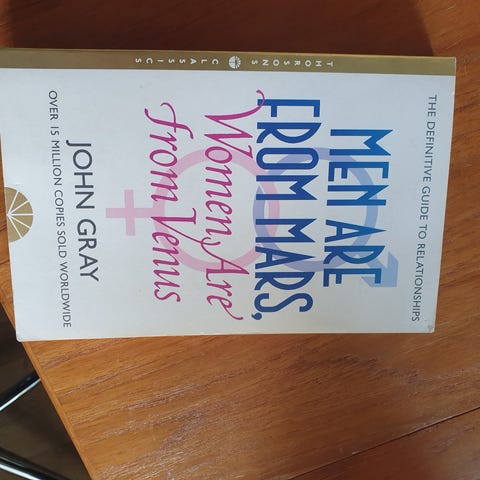 THORSONS CLASSICS
THE DEFINITIVE GUIDE TO RELATIONSHIPS
MEN ARE
FROM MARS,
Women Are
from Venus
JOHN GRAY
OVER 15 MILLION COPIES SOLD WORLDWIDE